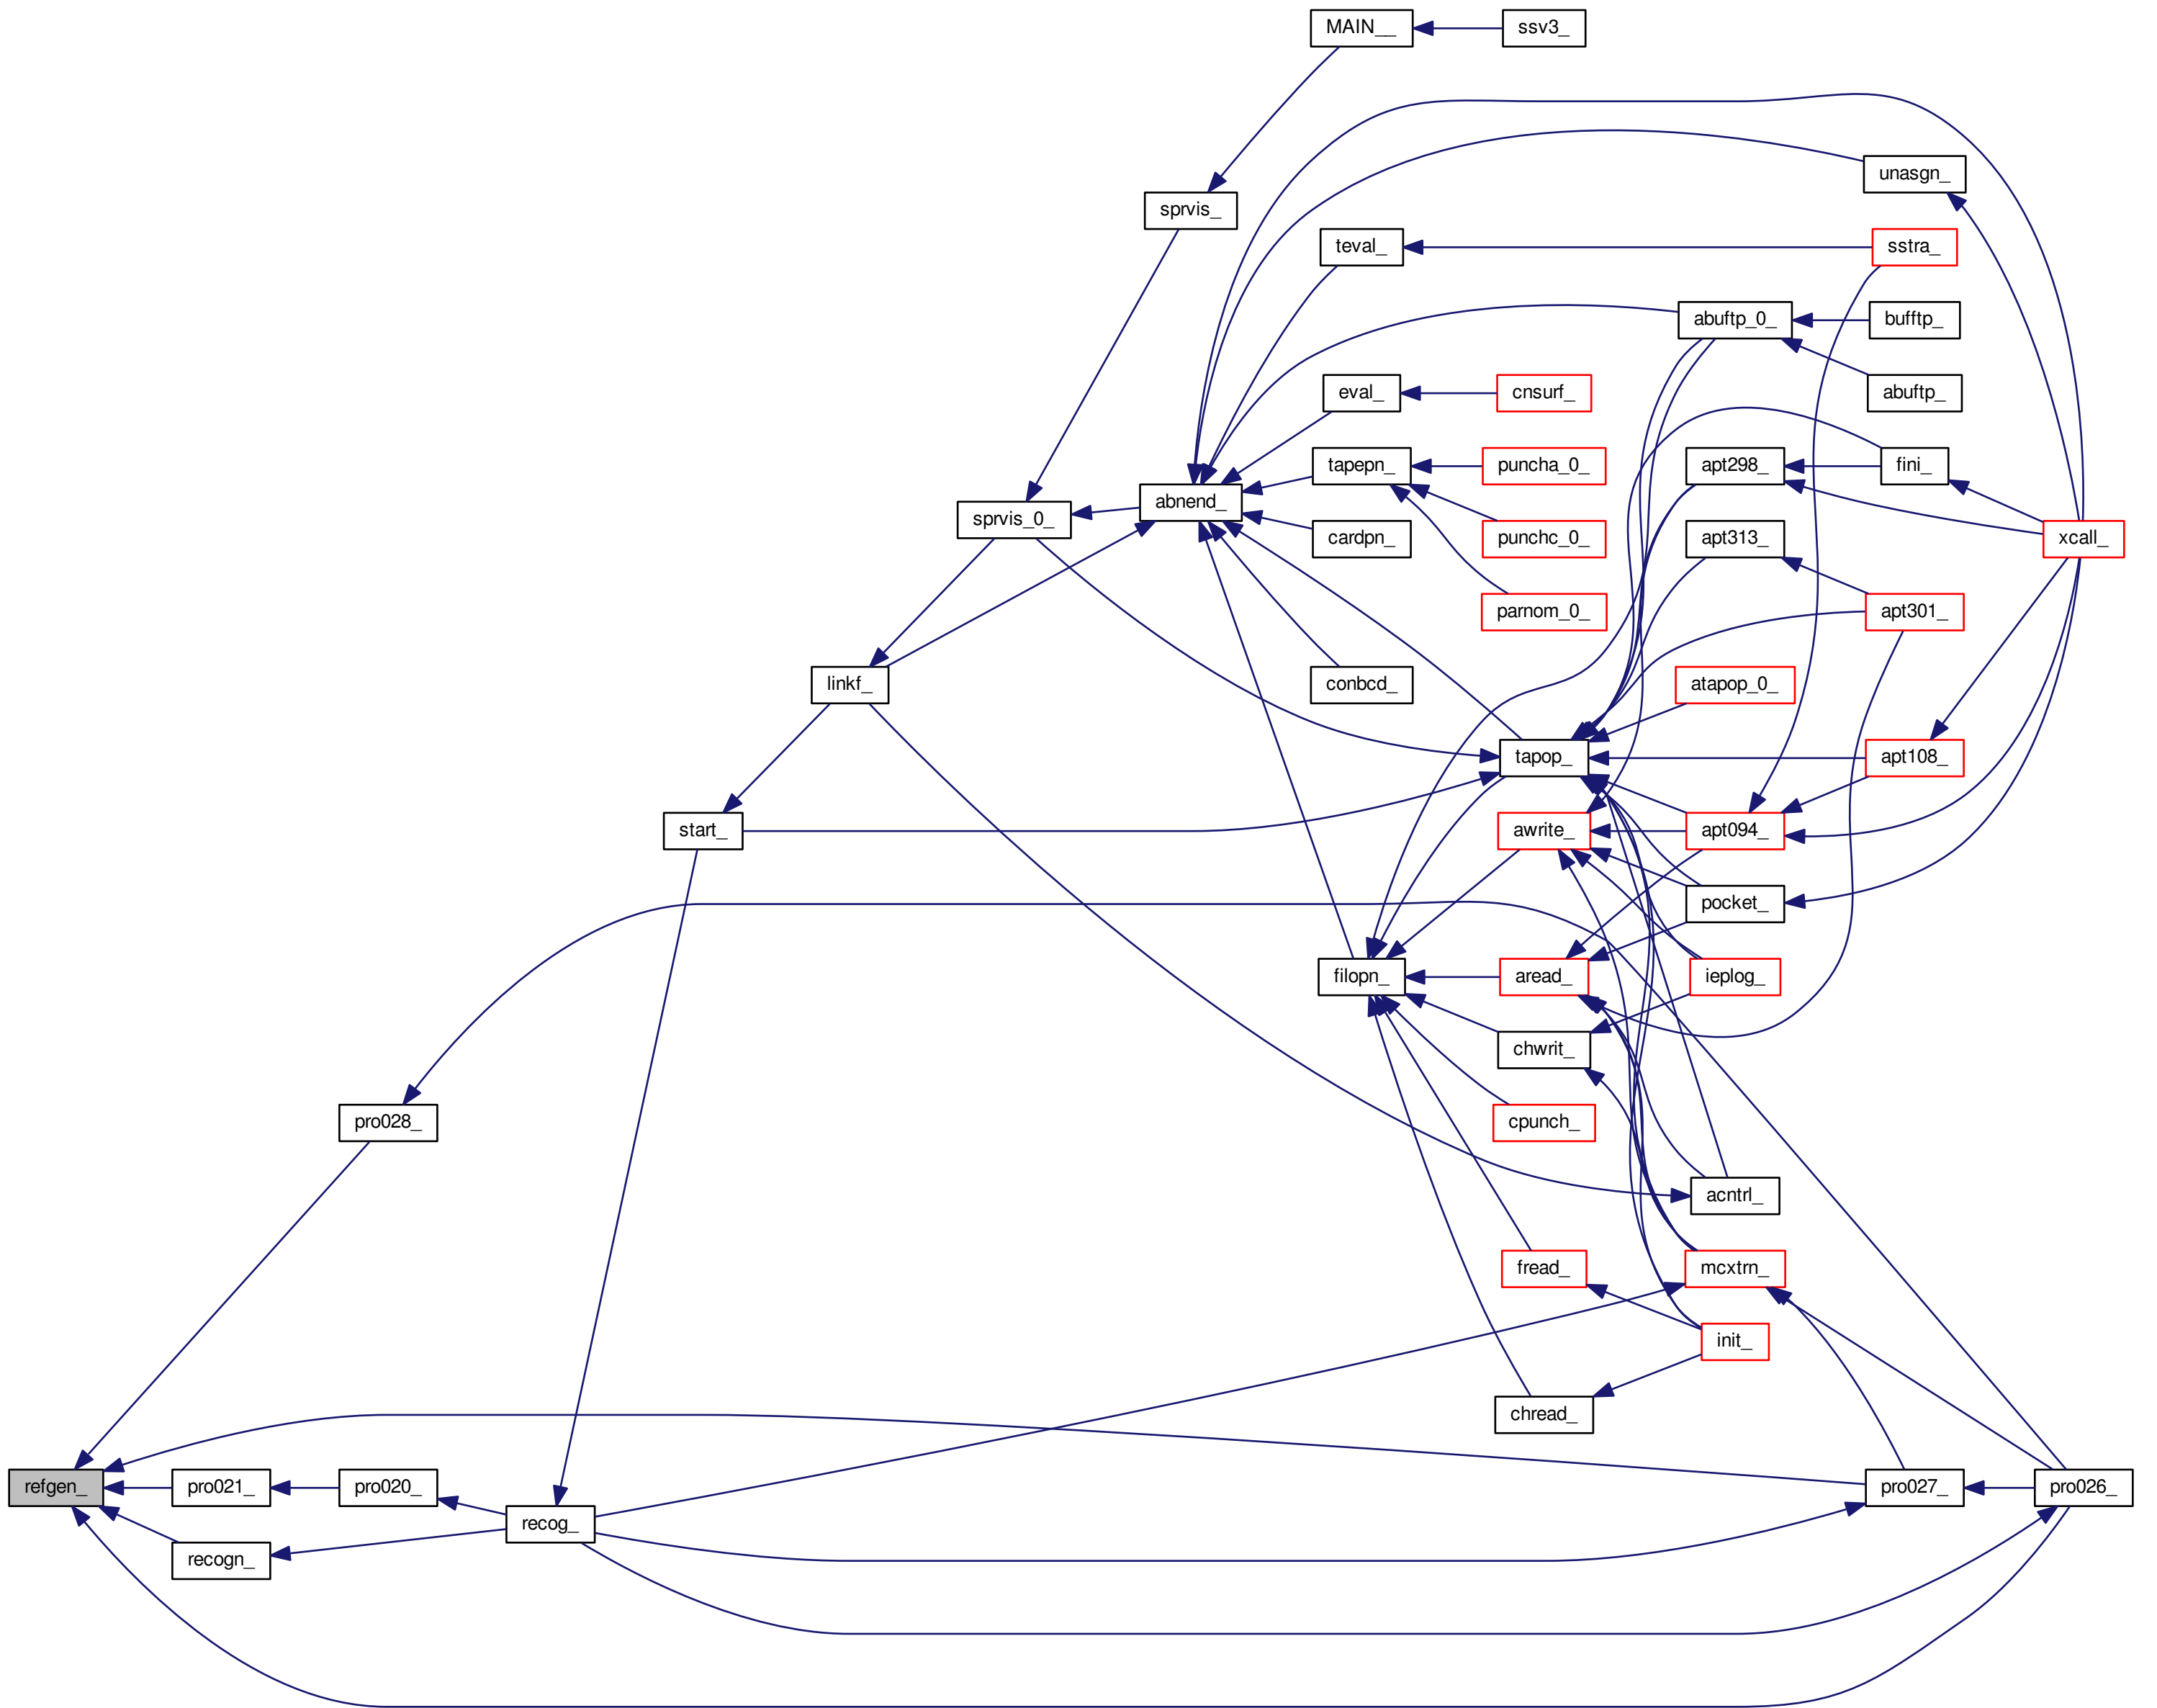 MAIN__
ssv3_
unasgn_
sprvis_
teval_
sstra_
abuftp_0_
bufftp_
eval_
cnsurf_
abuftp_
tapepn_
puncha_0_
apt298_
fini_
abnend_
sprvis_0_
cardpn_
punchc_0_
apt313_
xcall_
parnom_0_
apt301_
linkf_
conbcd_
atapop_0_
tapop_
apt108_
start_
awrite_
apt094_
pocket_
filopn_
aread_
ieplog_
chwrit_
pro028_
cpunch_
acntrl_
fread_
mcxtrn_
init_
chread_
refgen_
pro021_
pro020_
pro027_
pro026_
recog_
recogn_